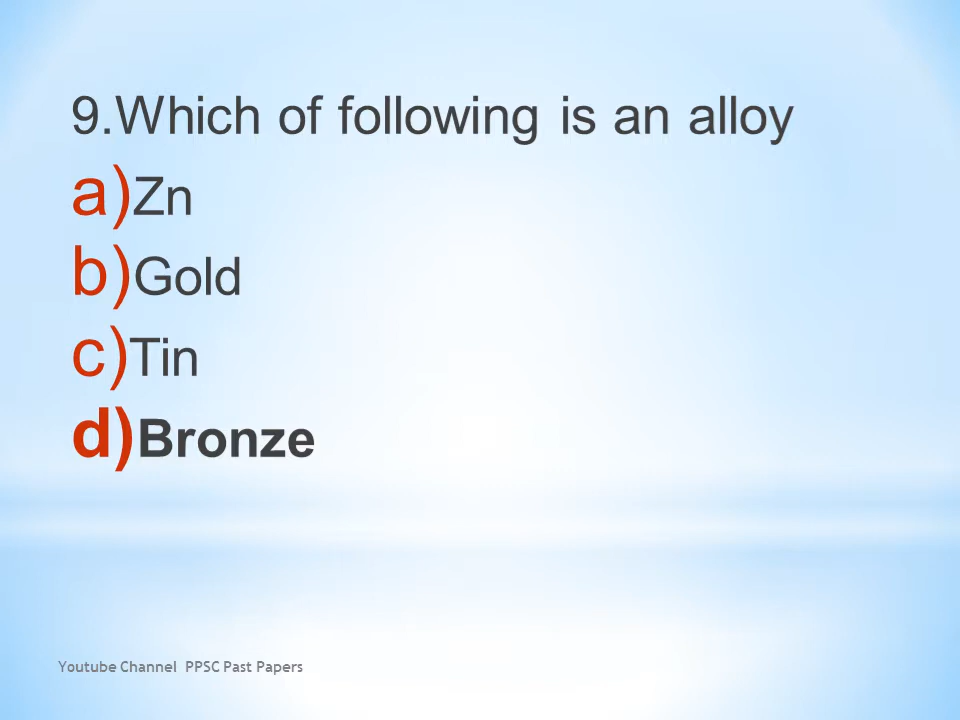 9.Which of following is an alloy
a)Zn
b)Gold
c)Tin
d)Bronze
Youtube Channel PPSC Past Papers